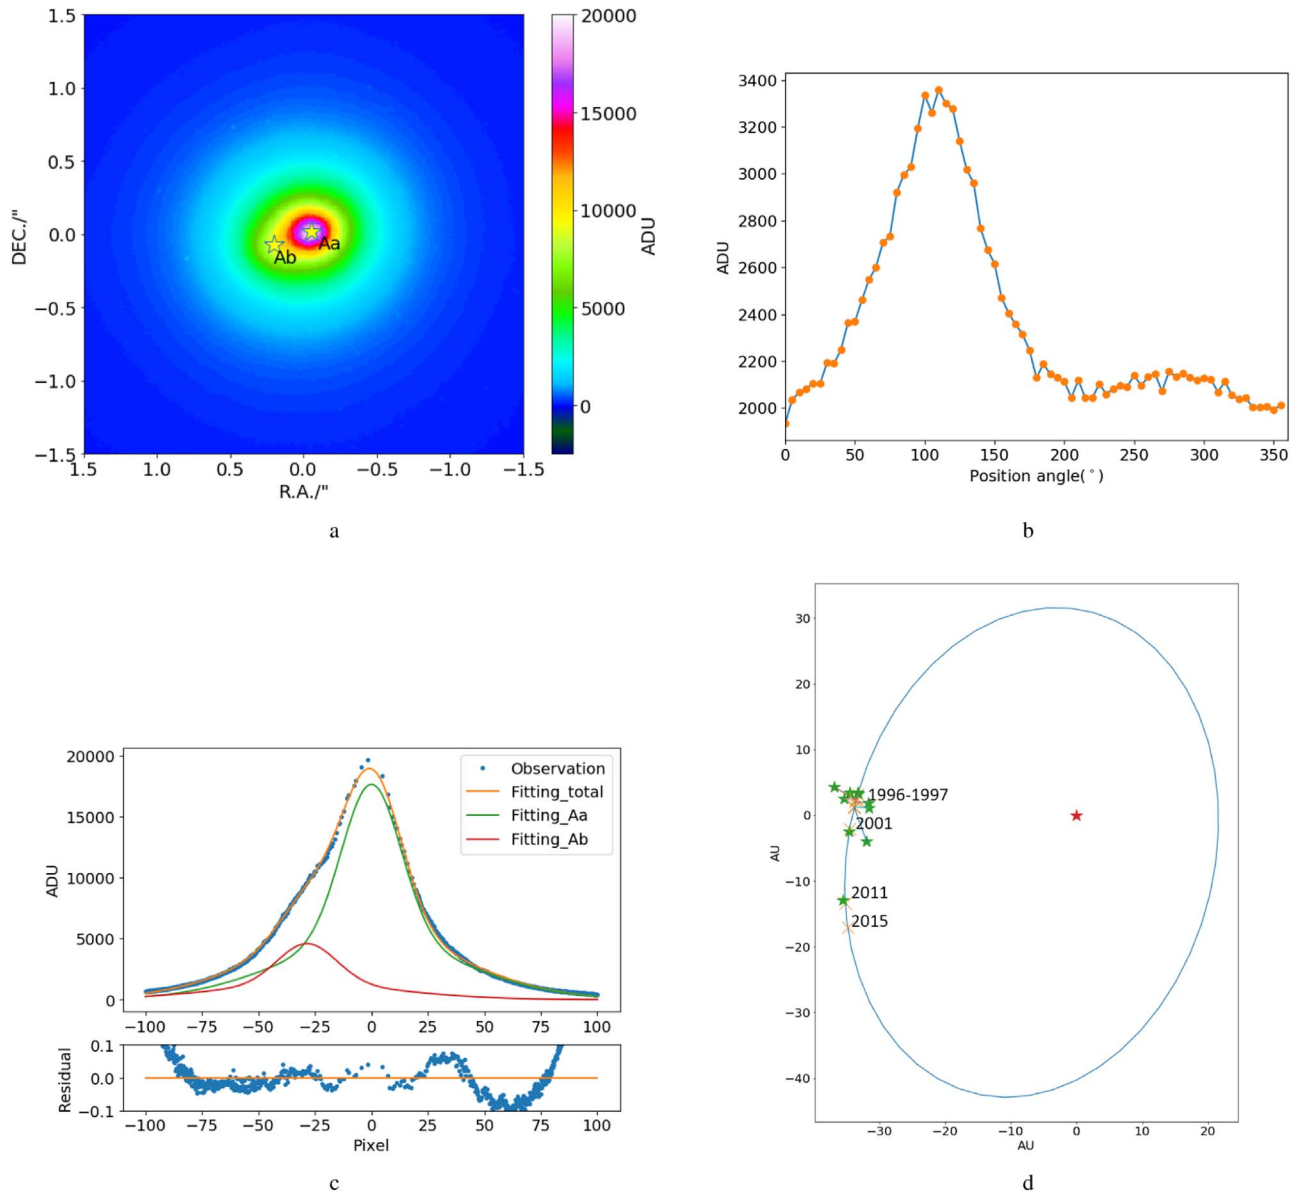 1.5
1.0
0.5
0.0
−0.5
−1.0
−1.5
DEC./"
1.5 1.0 0.5 0.0 −0.5 −1.0 −1.5
R.A./"
Aa
Ab
20000
15000
10000
5000
0
ADU
a
3400
3200
3000
2800
2600
2400
2200
2000
ADU
0 50 100 150 200 250 300 350
Position angle(°)
b
20000
15000
10000
5000
0
ADU
Observation
Fitting_total
Fitting_Aa
Fitting_Ab
−100 −75 −50 −25 0 25 50 75 100
0.1
0.0
−0.1
Residual
−100 −75 −50 −25 0 25 50 75 100
Pixel
c
30
20
10
0
−10
−20
−30
−40
AU
1996-1997
2001
2011
2015
−30 −20 −10 0 10 20
AU
d